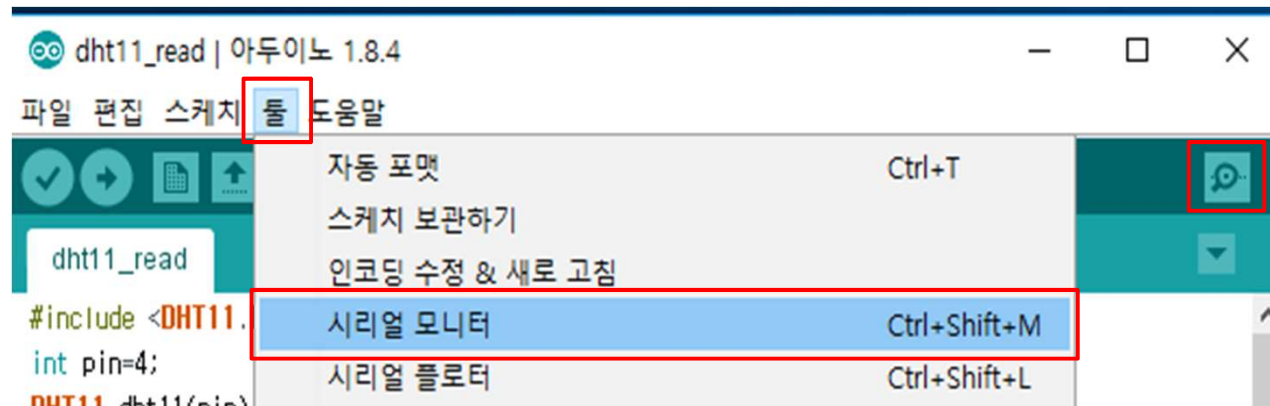 dht11_read | 아두이노 1.8.4
파일 편집 스케치 툴 도움말
자동 포맷 Ctrl+T
스케치 보관하기
dht11_read
인코딩 수정 & 새로 고침
#include <DHT11.
시리얼 모니터 Ctrl+Shift+M
int pin=4;
시리얼 플로터 Ctrl+Shift+L
DHT11 dht11(pin)